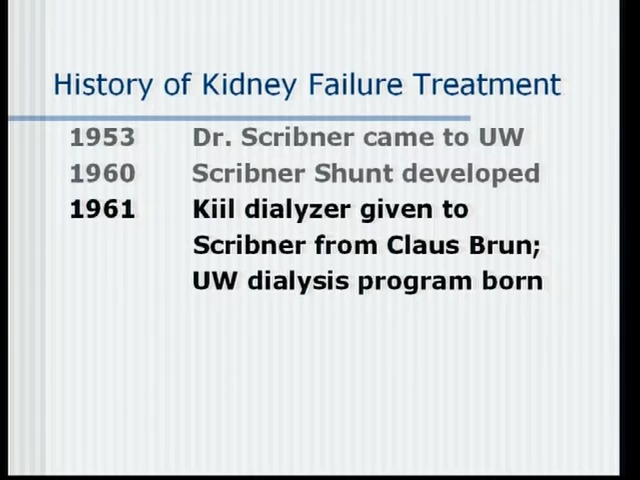 History of Kidney Failure Treatment
1953 Dr. Scribner came to UW
1960 Scribner Shunt developed
1961 Kiil dialyzer given to
Scribner from Claus Brun;
UW dialysis program born